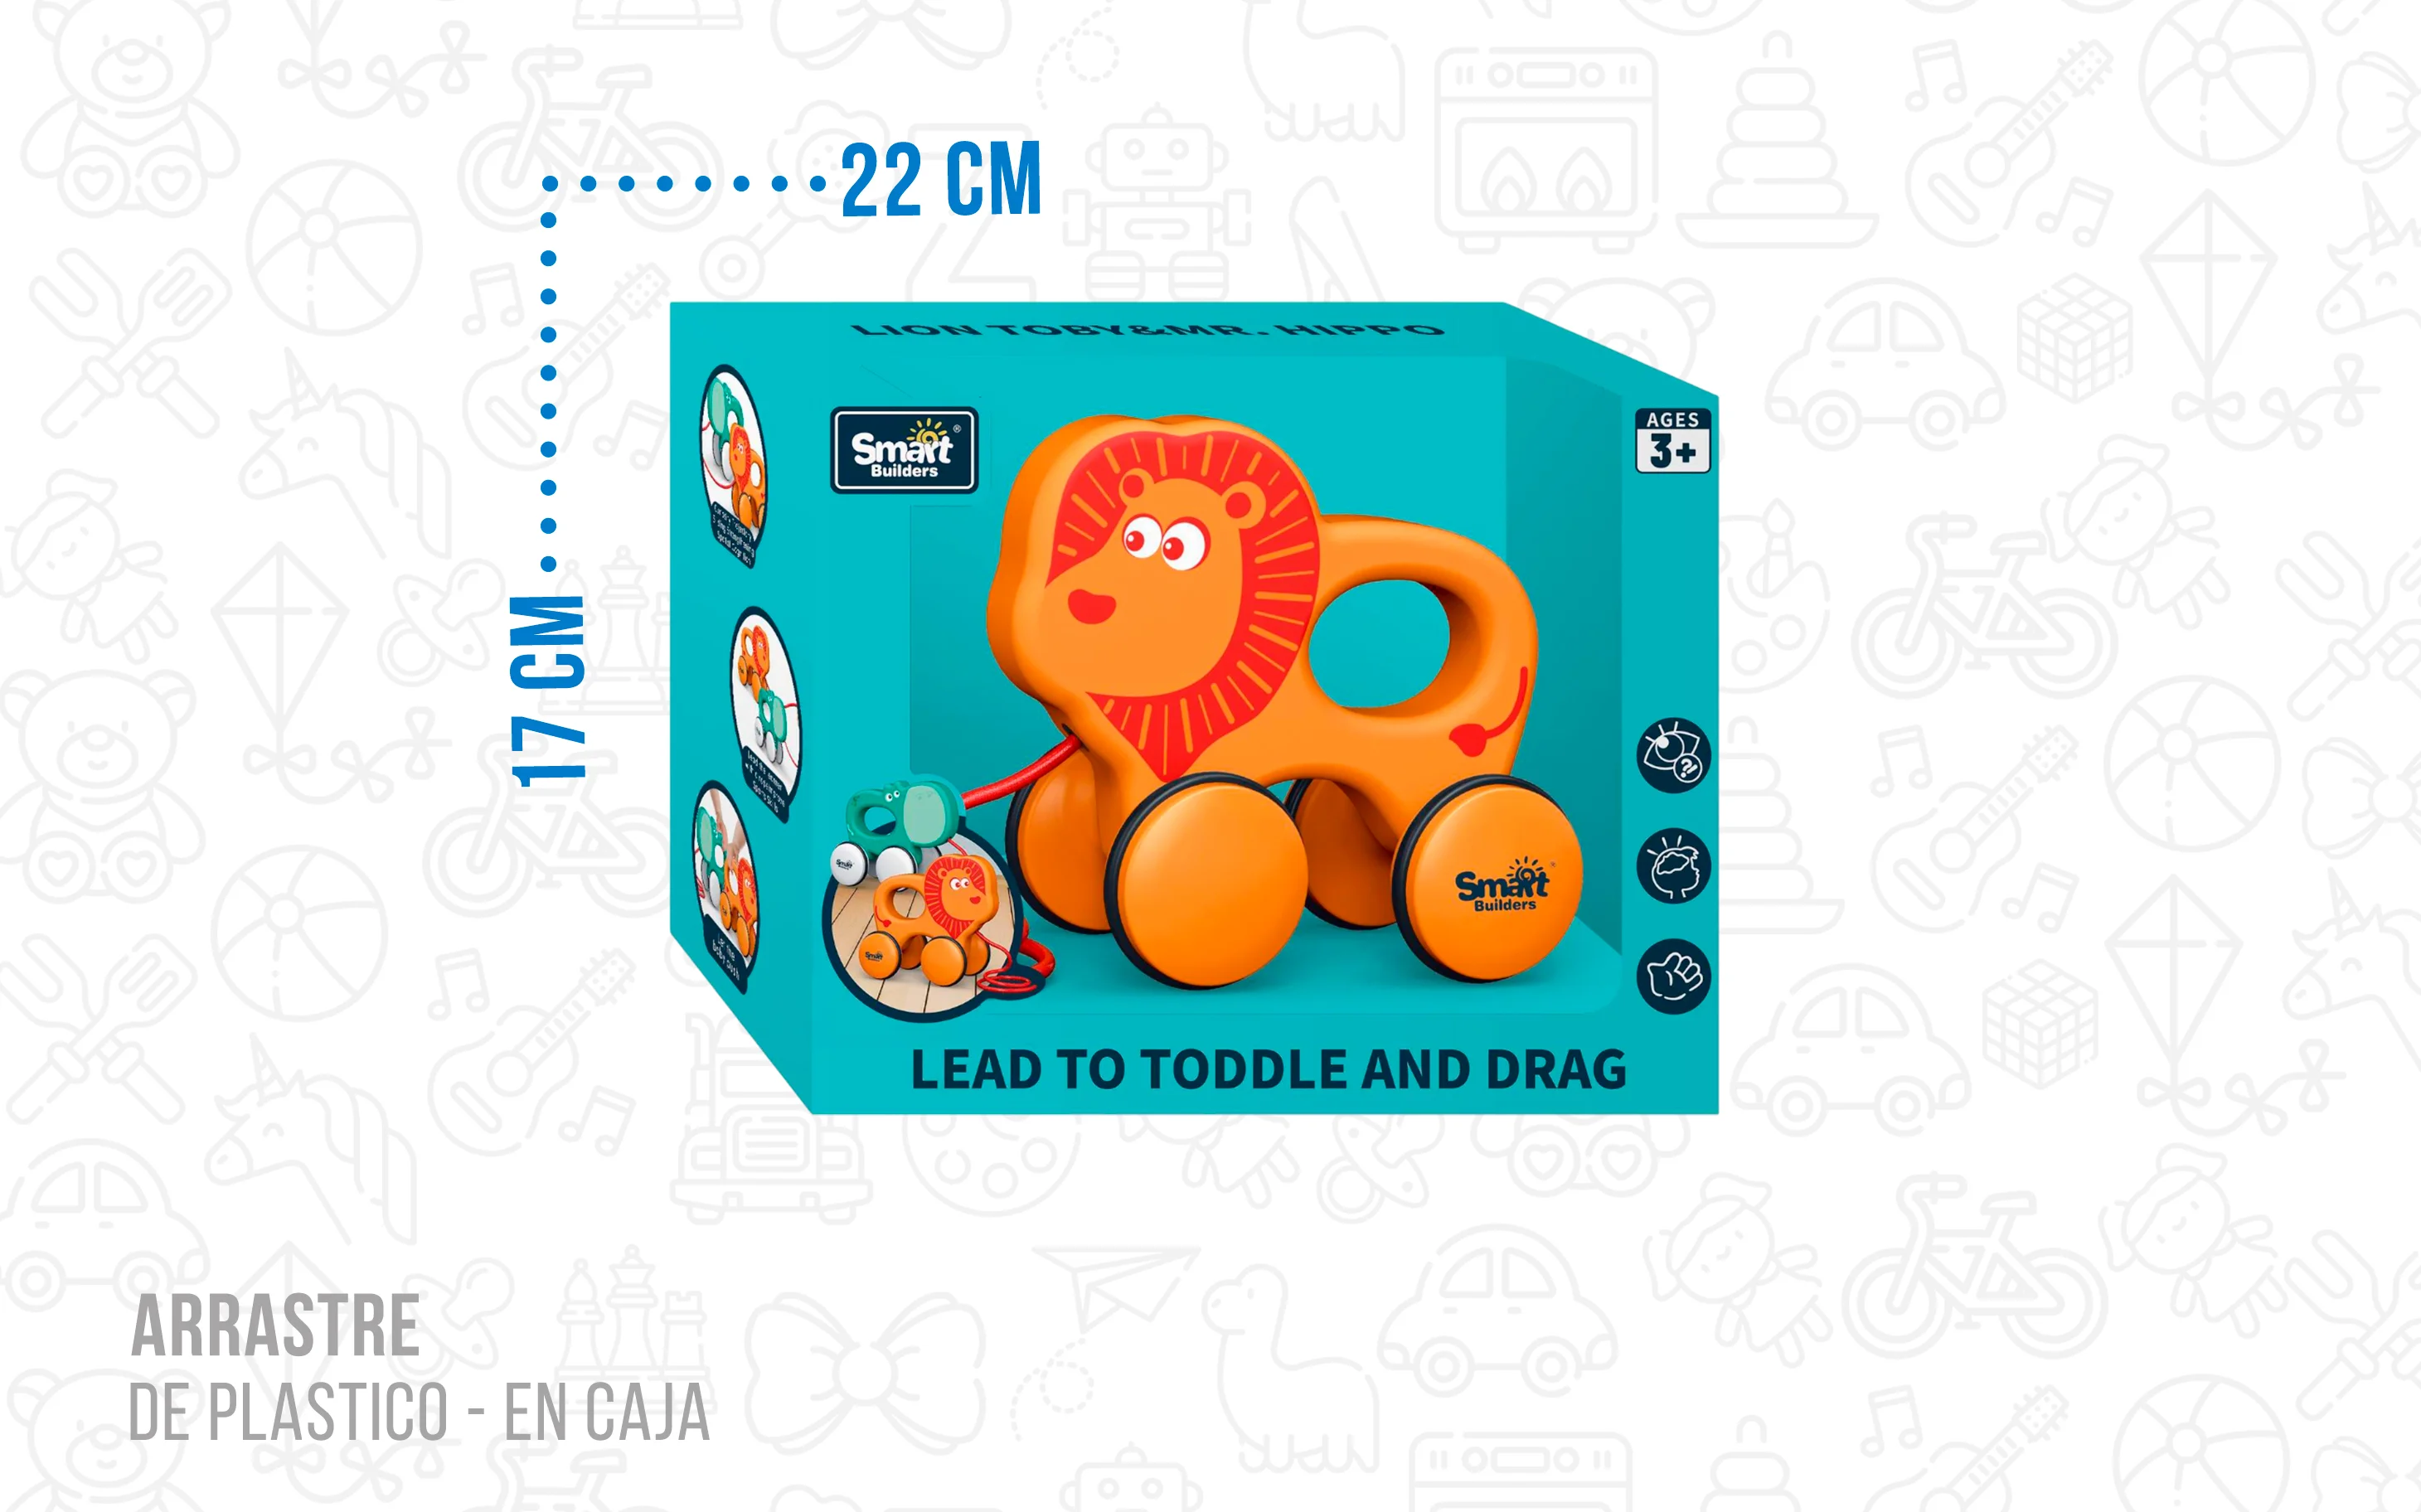 22 CM
17 CM
LION TOBY&MR. HIPPO
Smart
Builders
AGES
3+
Smart
Builders
LEAD TO TODDLE AND DRAG
ARRASTRE
DE PLASTICO - EN CAJA